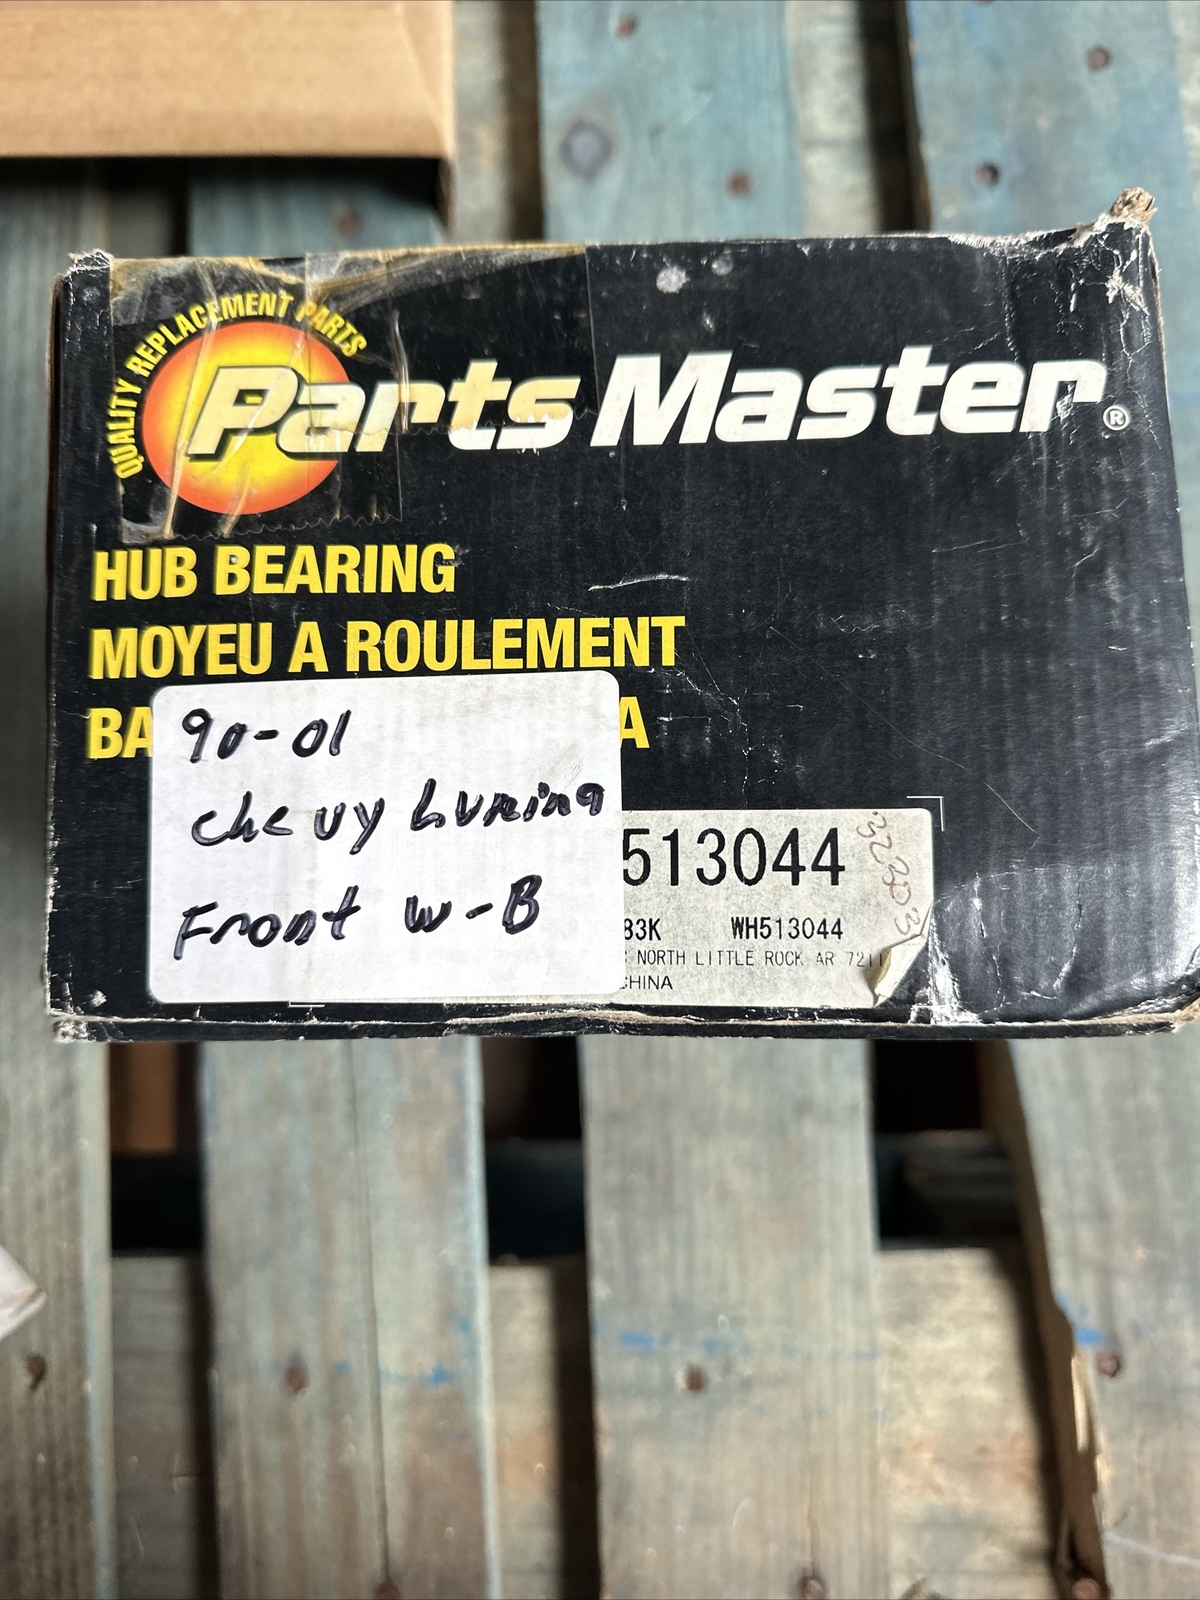 QUALITY REPLACEMENT PARTS
Parts Master®
HUB BEARING
MOYEU A ROULEMENT
BA A
90-01
Chevy Lumina
Front W-B
513044
83K WH513044
NORTH LITTLE ROCK AR 7211
CHINA